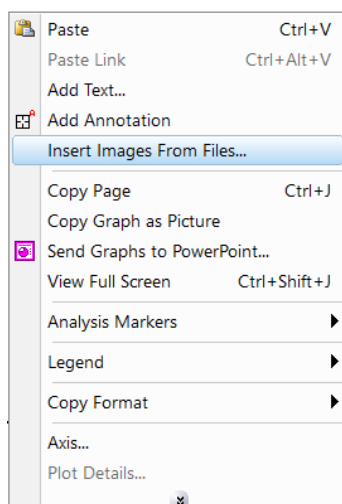 Paste Ctrl+V
Paste Link Ctrl+Alt+V
Add Text...
A
Add Annotation
Insert Images From Files...
Copy Page Ctrl+J
Copy Graph as Picture
Send Graphs to PowerPoint...
View Full Screen Ctrl+Shift+J
Analysis Markers
Legend
Copy Format
Axis...
Plot Details...